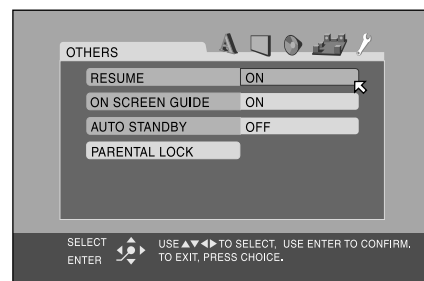 OTHERS
RESUME ON
ON SCREEN GUIDE ON
AUTO STANDBY OFF
PARENTAL LOCK
SELECT
ENTER
USE▲▼◀▶TO SELECT, USE ENTER TO CONFIRM.
TO EXIT, PRESS CHOICE.